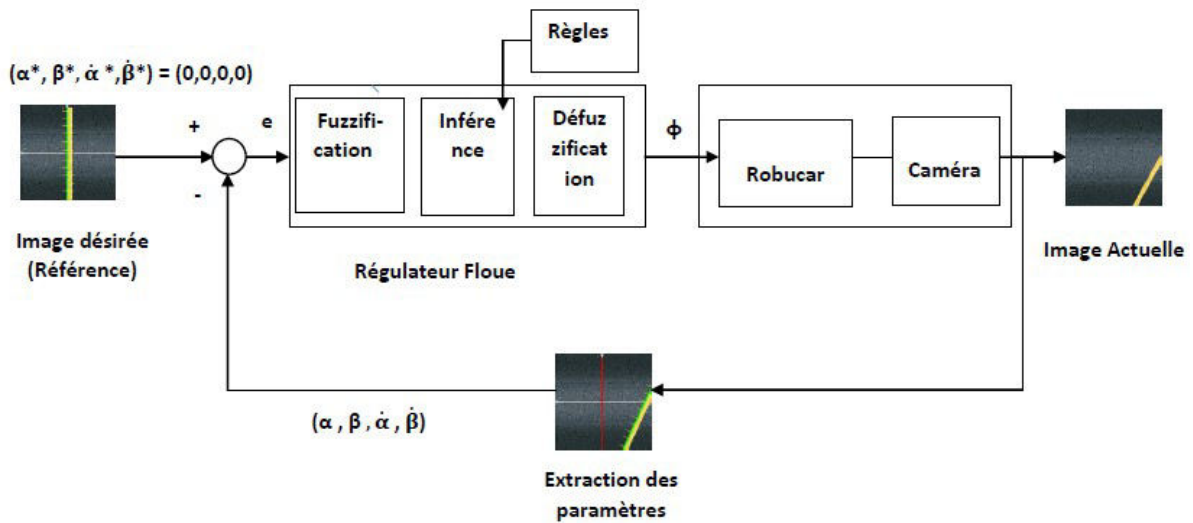 Règles
(α*, β*, α̇ *,β̇*) = (0,0,0,0)
+
e
-
Fuzzifi-
cation
Infére
nce
Défuz
zificat
ion
ϕ
Robucar
Caméra
Image désirée
(Référence)
Régulateur Floue
Image Actuelle
(α , β , α̇ , β̇)
Extraction des
paramètres